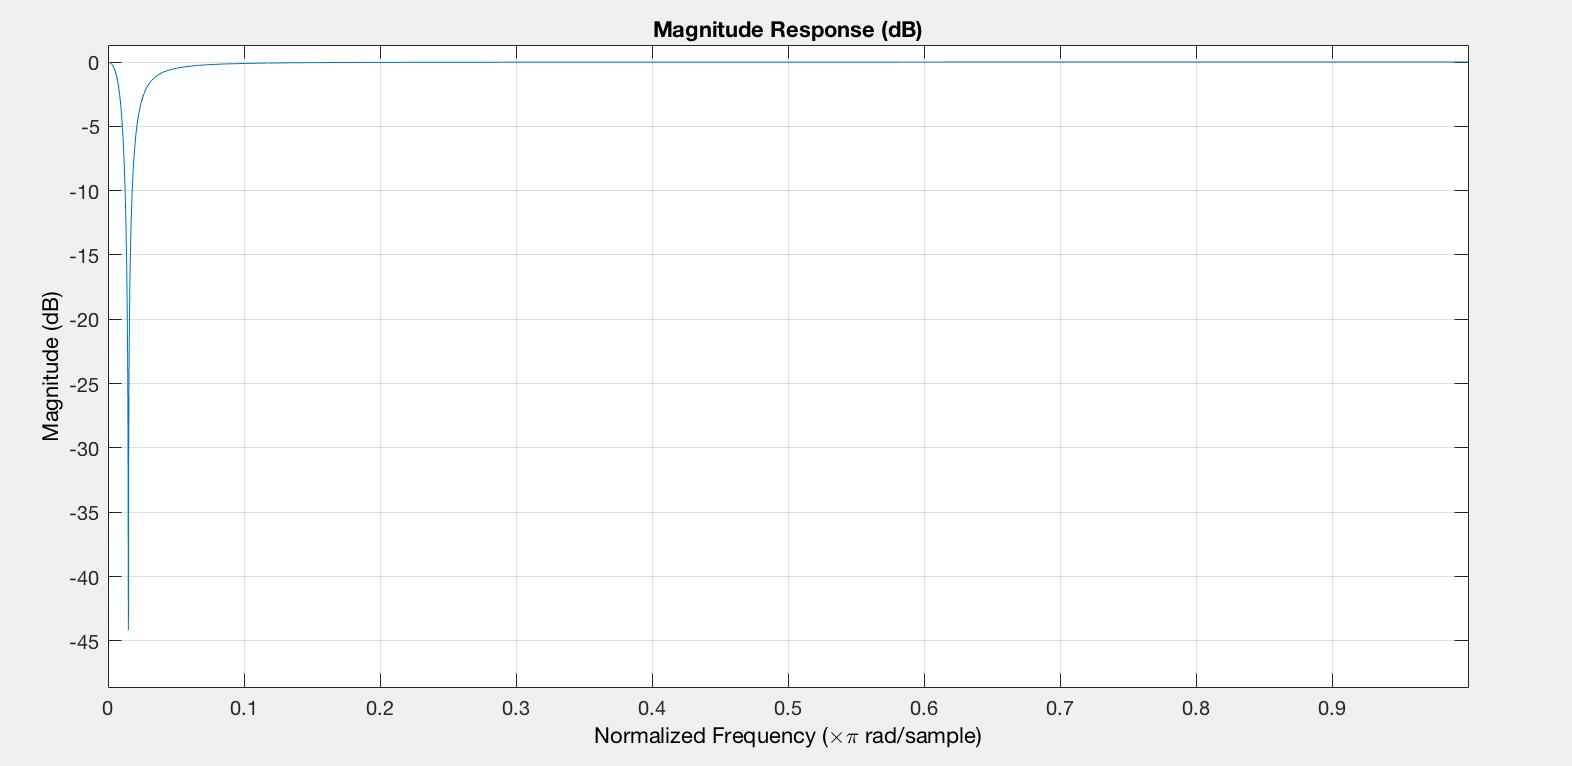 Magnitude Response (dB)
0
-5
-10
-15
-20
-25
-30
-35
-40
-45
Magnitude (dB)
0 0.1 0.2 0.3 0.4 0.5 0.6 0.7 0.8 0.9
Normalized Frequency (×π rad/sample)